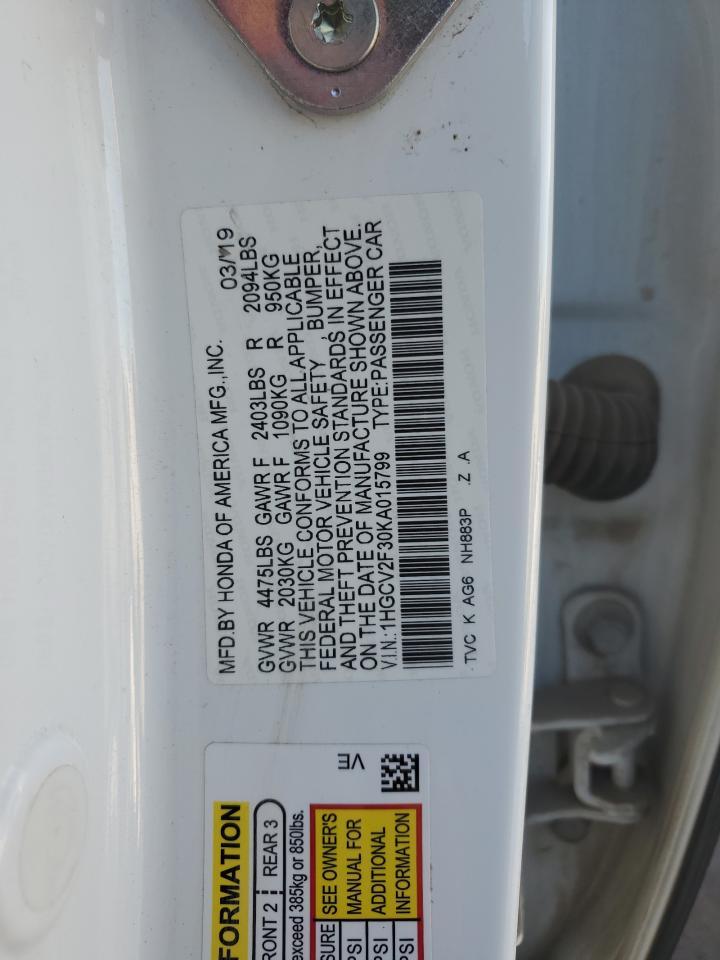 MFD.BY HONDA OF AMERICA MFG.,INC. 03/19
GVWR 4475LBS GAWR F 2403LBS R 2094LBS
GVWR 2030KG GAWR F 1090KG R 950KG
THIS VEHICLE CONFORMS TO ALL APPLICABLE
FEDERAL MOTOR VEHICLE SAFETY , BUMPER,
AND THEFT PREVENTION STANDARDS IN EFFECT
ON THE DATE OF MANUFACTURE SHOWN ABOVE.
V.I.N.:1HGCV2F30KA015799 TYPE:PASSENGER CAR
TVC K AG6 NH883P .Z .A
VE
FORMATION
RONT 2 REAR 3
exceed 385kg or 850lbs.
SURE SEE OWNER'S
PSI MANUAL FOR
PSI ADDITIONAL
PSI INFORMATION